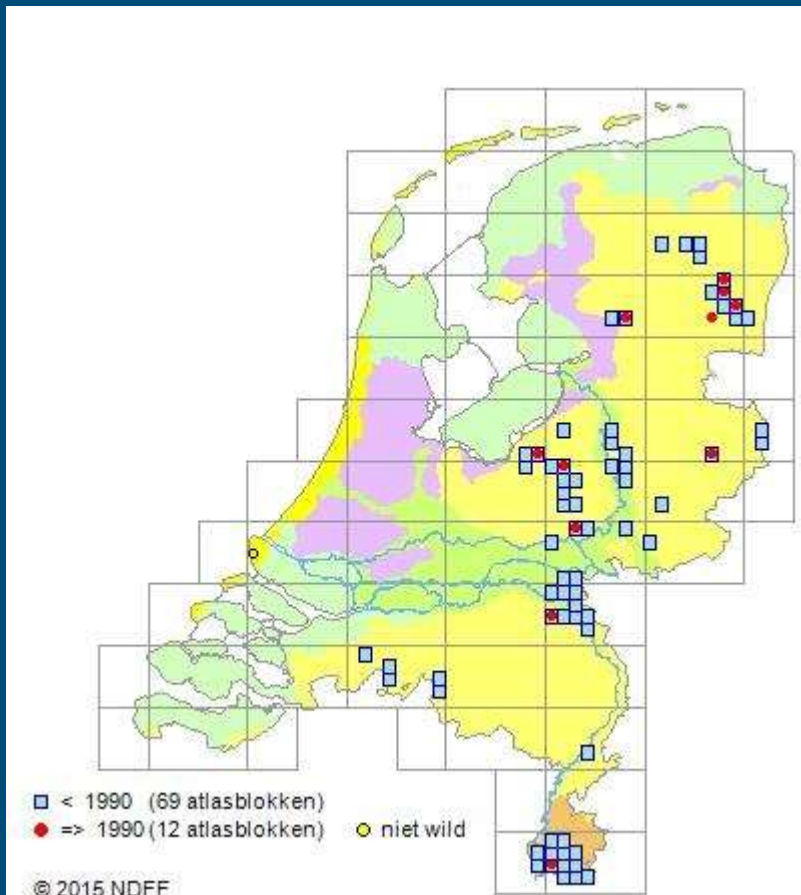 < 1990 (69 atlasblokken)
=> 1990 (12 atlasblokken) niet wild
© 2015 NDFF